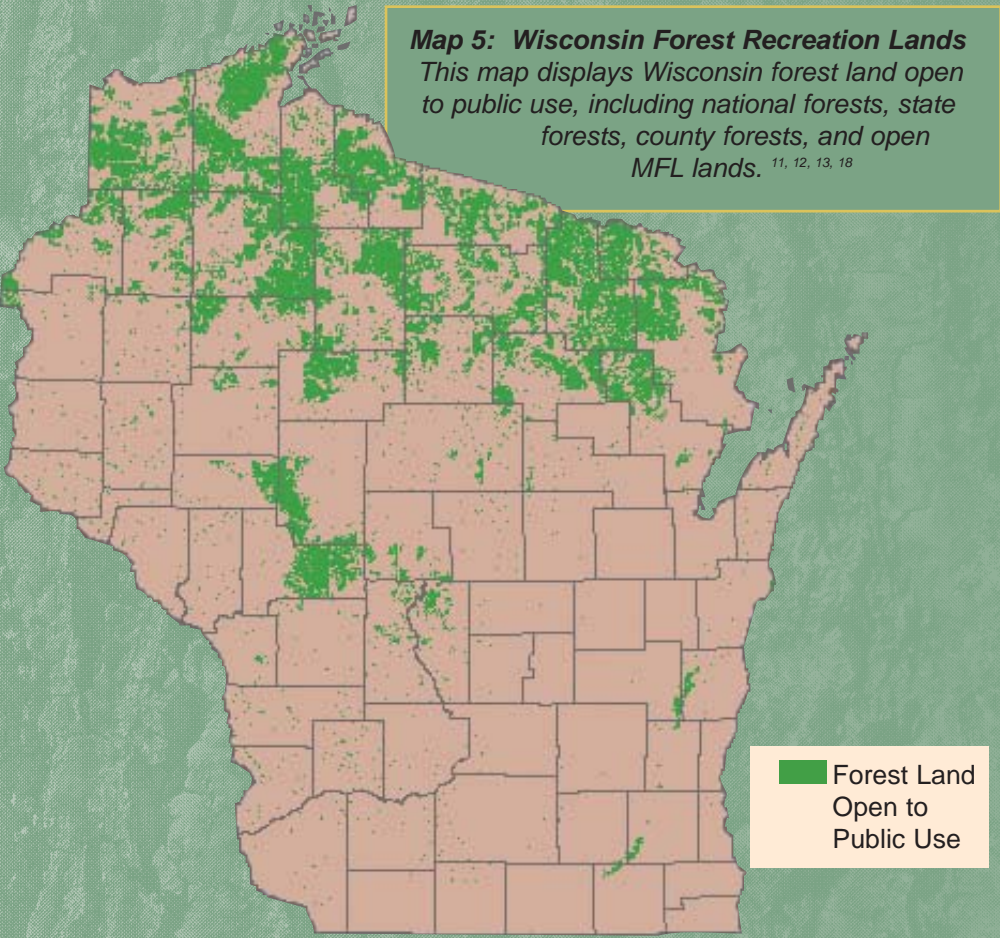 Map 5: Wisconsin Forest Recreation Lands
This map displays Wisconsin forest land open
to public use, including national forests, state
forests, county forests, and open
MFL lands. 11, 12, 13, 18
Forest Land
Open to
Public Use